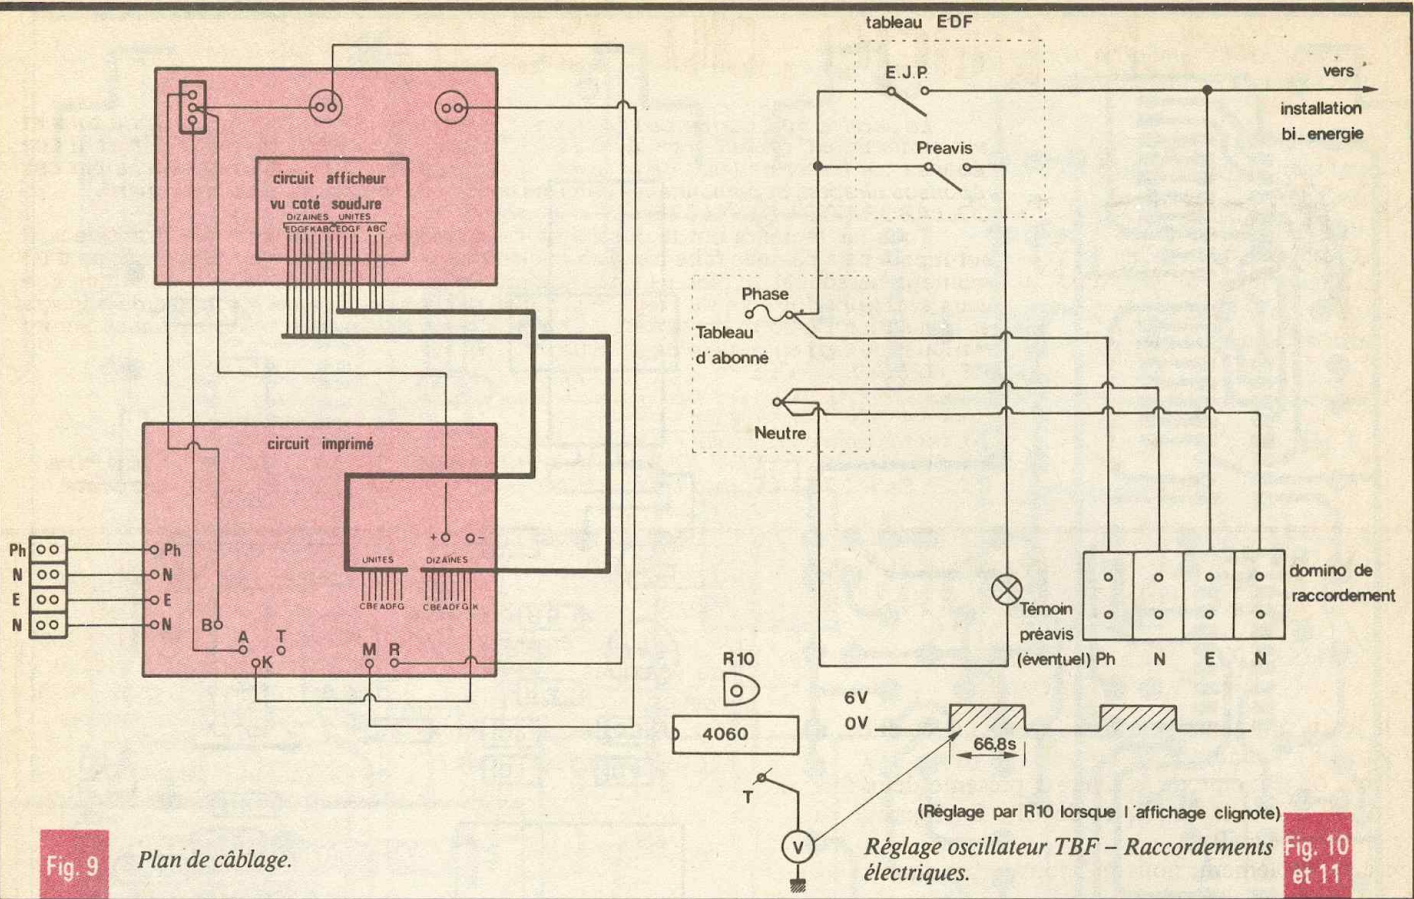 tableau EDF
E.J.P.
vers
installation
bi_energie
Preavis
circuit afficheur
vu coté soudure
DIZAINES UNITES
EDGFKABCEDGF ABC
Phase
Tableau
d'abonné
Neutre
circuit imprimé
+ -
UNITES DIZAINES
CBEADFG CBEADFG K
Ph Ph
N N
E E
N N
B
A T
K
M R
domino de
raccordement
Témoin
préavis
(éventuel) Ph N E N
R10
4060
T
V
6V
0V
66,8s
(Réglage par R10 lorsque l'affichage clignote)
Fig. 9
Plan de câblage.
Réglage oscillateur TBF – Raccordements
électriques.
Fig. 10
et 11